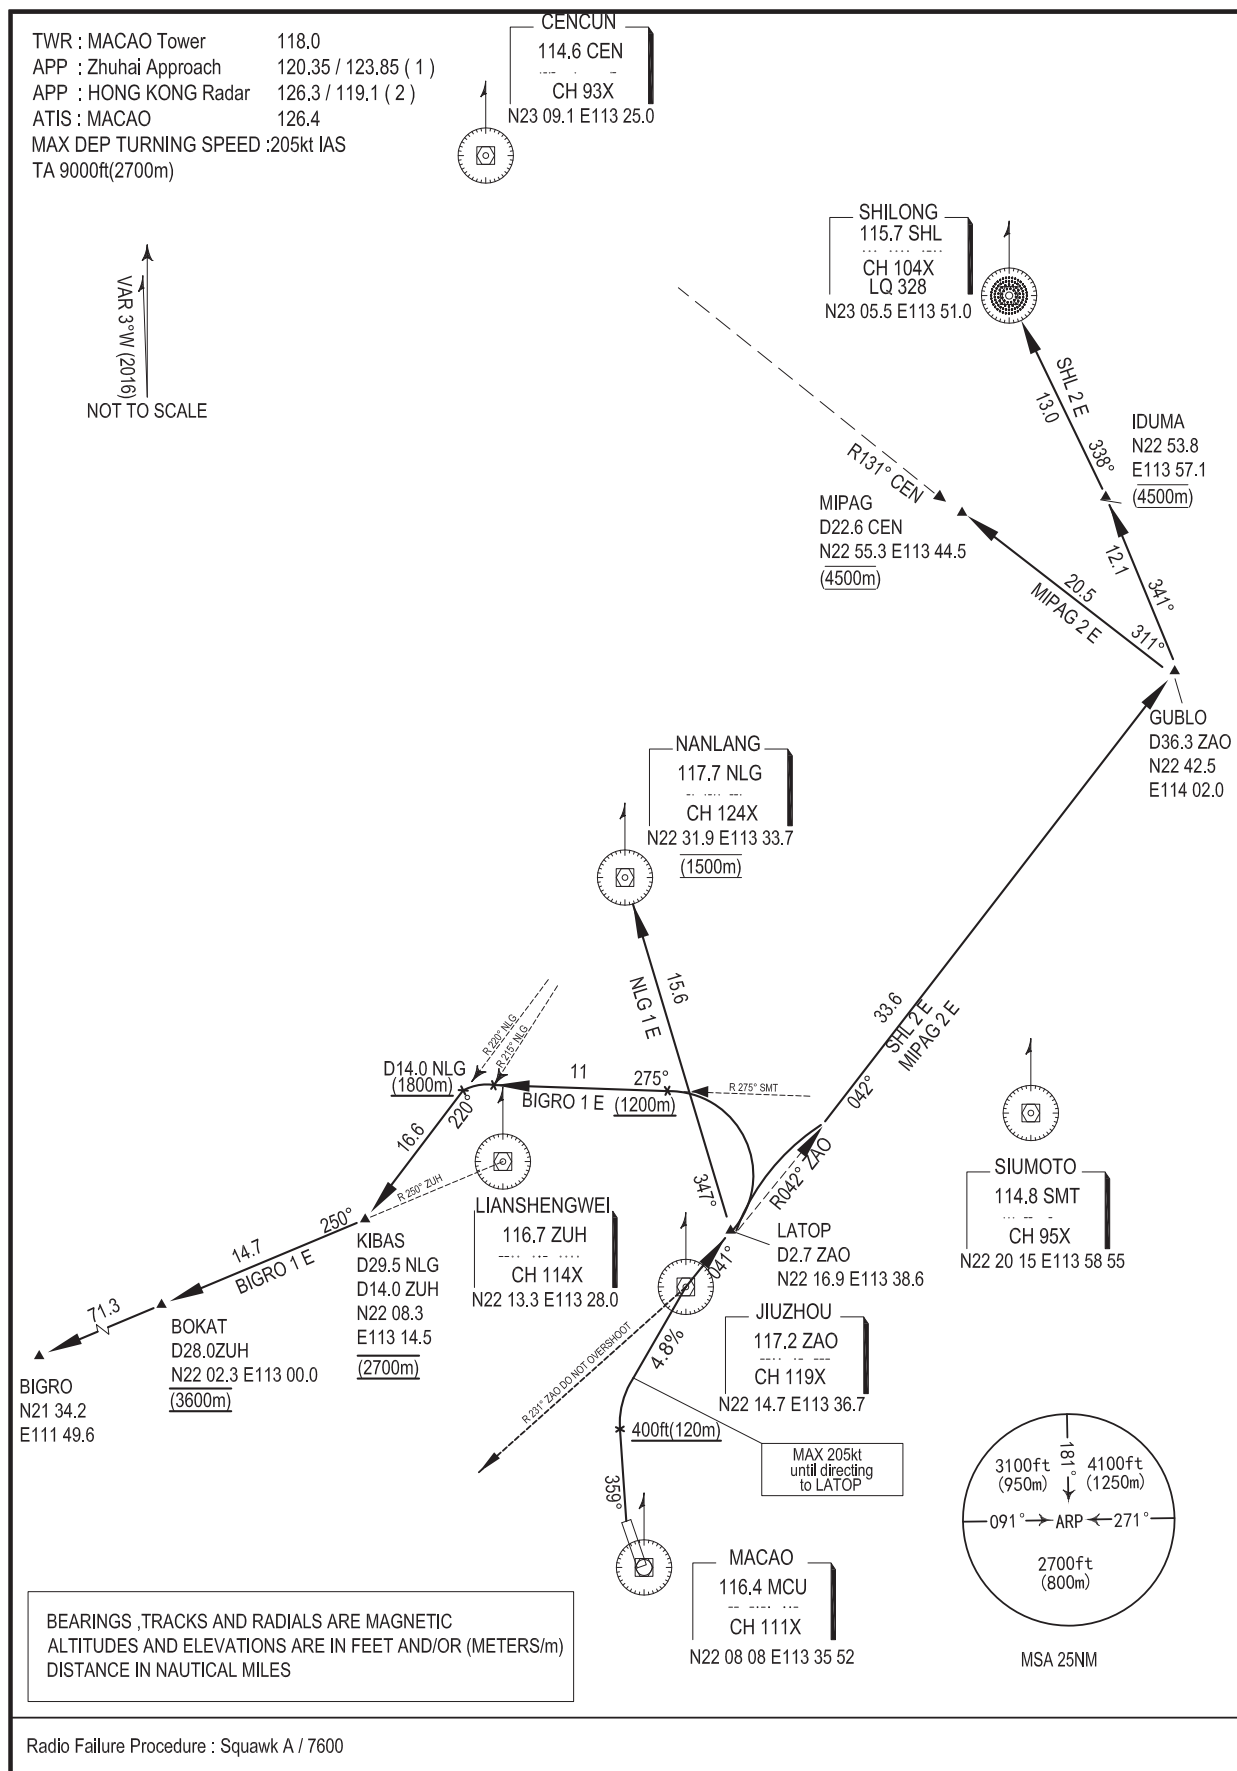 TWR : MACAO Tower 118.0
APP : Zhuhai Approach 120.35 / 123.85 ( 1 )
APP : HONG KONG Radar 126.3 / 119.1 ( 2 )
ATIS : MACAO 126.4
MAX DEP TURNING SPEED :205kt IAS
TA 9000ft(2700m)
CENCUN
114.6 CEN
CH 93X
N23 09.1 E113 25.0
VAR 3°W (2016)
NOT TO SCALE
SHILONG
115.7 SHL
CH 104X
LQ 328
N23 05.5 E113 51.0
SHL 2 E
13.0
338°
IDUMA
N22 53.8
E113 57.1
(4500m)
R131° CEN
MIPAG
D22.6 CEN
N22 55.3 E113 44.5
(4500m)
12.1
341°
20.5
MIPAG 2 E
311°
GUBLO
D36.3 ZAO
N22 42.5
E114 02.0
NANLANG
117.7 NLG
CH 124X
N22 31.9 E113 33.7
(1500m)
15.6
NLG 1 E
347°
33.6
SHL 2 E
MIPAG 2 E
042°
R042° ZAO
R 220° NLG
R 215° NLG
D14.0 NLG
(1800m)
220°
16.6
11
275°
BIGRO 1 E
(1200m)
R 275° SMT
R 250° ZUH
250°
14.7
BIGRO 1 E
71.3
LIANSHENGWEI
116.7 ZUH
CH 114X
N22 13.3 E113 28.0
KIBAS
D29.5 NLG
D14.0 ZUH
N22 08.3
E113 14.5
(2700m)
BOKAT
D28.0ZUH
N22 02.3 E113 00.0
(3600m)
BIGRO
N21 34.2
E111 49.6
SIUMOTO
114.8 SMT
CH 95X
N22 20 15 E113 58 55
LATOP
D2.7 ZAO
N22 16.9 E113 38.6
041°
JIUZHOU
117.2 ZAO
CH 119X
N22 14.7 E113 36.7
R 231° ZAO DO NOT OVERSHOOT
4.8%
400ft(120m)
359°
MAX 205kt
until directing
to LATOP
MACAO
116.4 MCU
CH 111X
N22 08 08 E113 35 52
3100ft
(950m)
181°
4100ft
(1250m)
091°
ARP
271°
2700ft
(800m)
MSA 25NM
BEARINGS ,TRACKS AND RADIALS ARE MAGNETIC
ALTITUDES AND ELEVATIONS ARE IN FEET AND/OR (METERS/m)
DISTANCE IN NAUTICAL MILES
Radio Failure Procedure : Squawk A / 7600